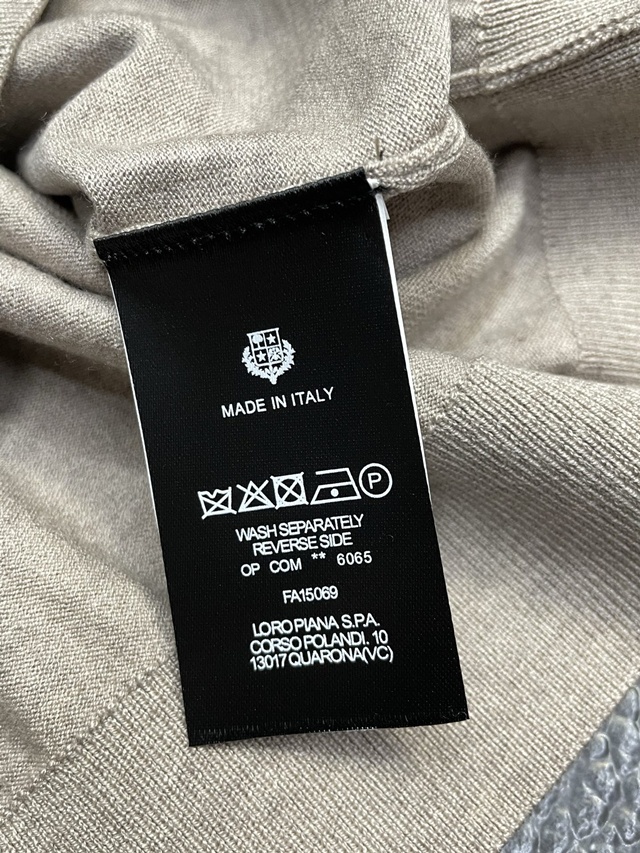 MADE IN ITALY
P
WASH SEPARATELY
REVERSE SIDE
OP COM ** 6065
FA15069
LORO PIANA S.P.A.
CORSO POLANDI. 10
13017 QUARONA(VC)